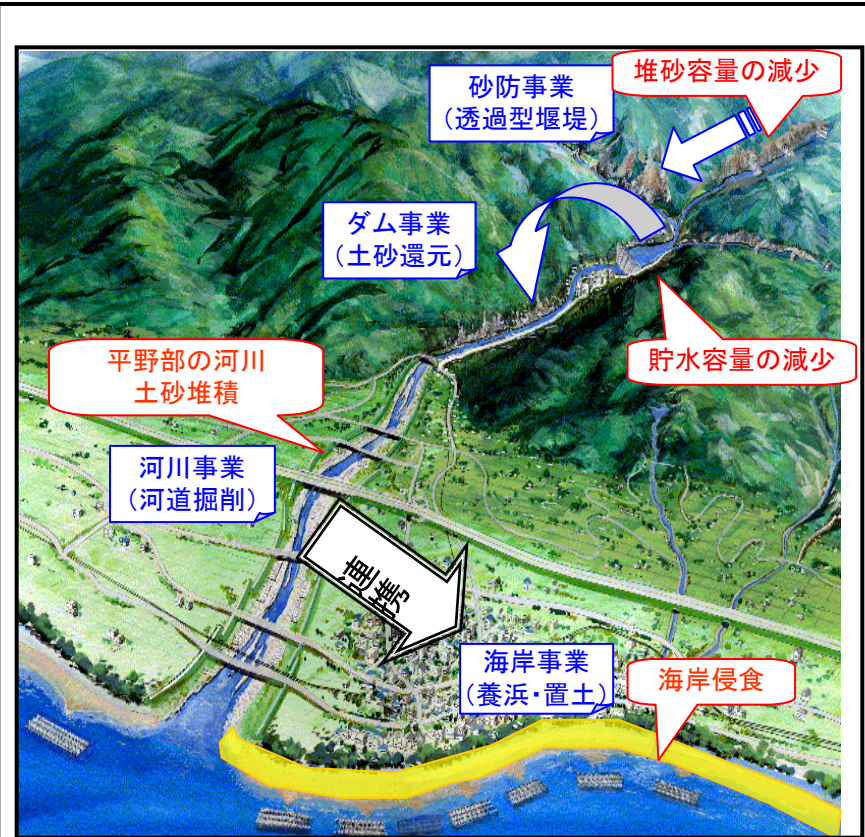 堆砂容量の減少
砂防事業
（透過型堰堤）
ダム事業
（土砂還元）
貯水容量の減少
平野部の河川
土砂堆積
河川事業
（河道掘削）
連携
海岸事業
（養浜・置土）
海岸侵食